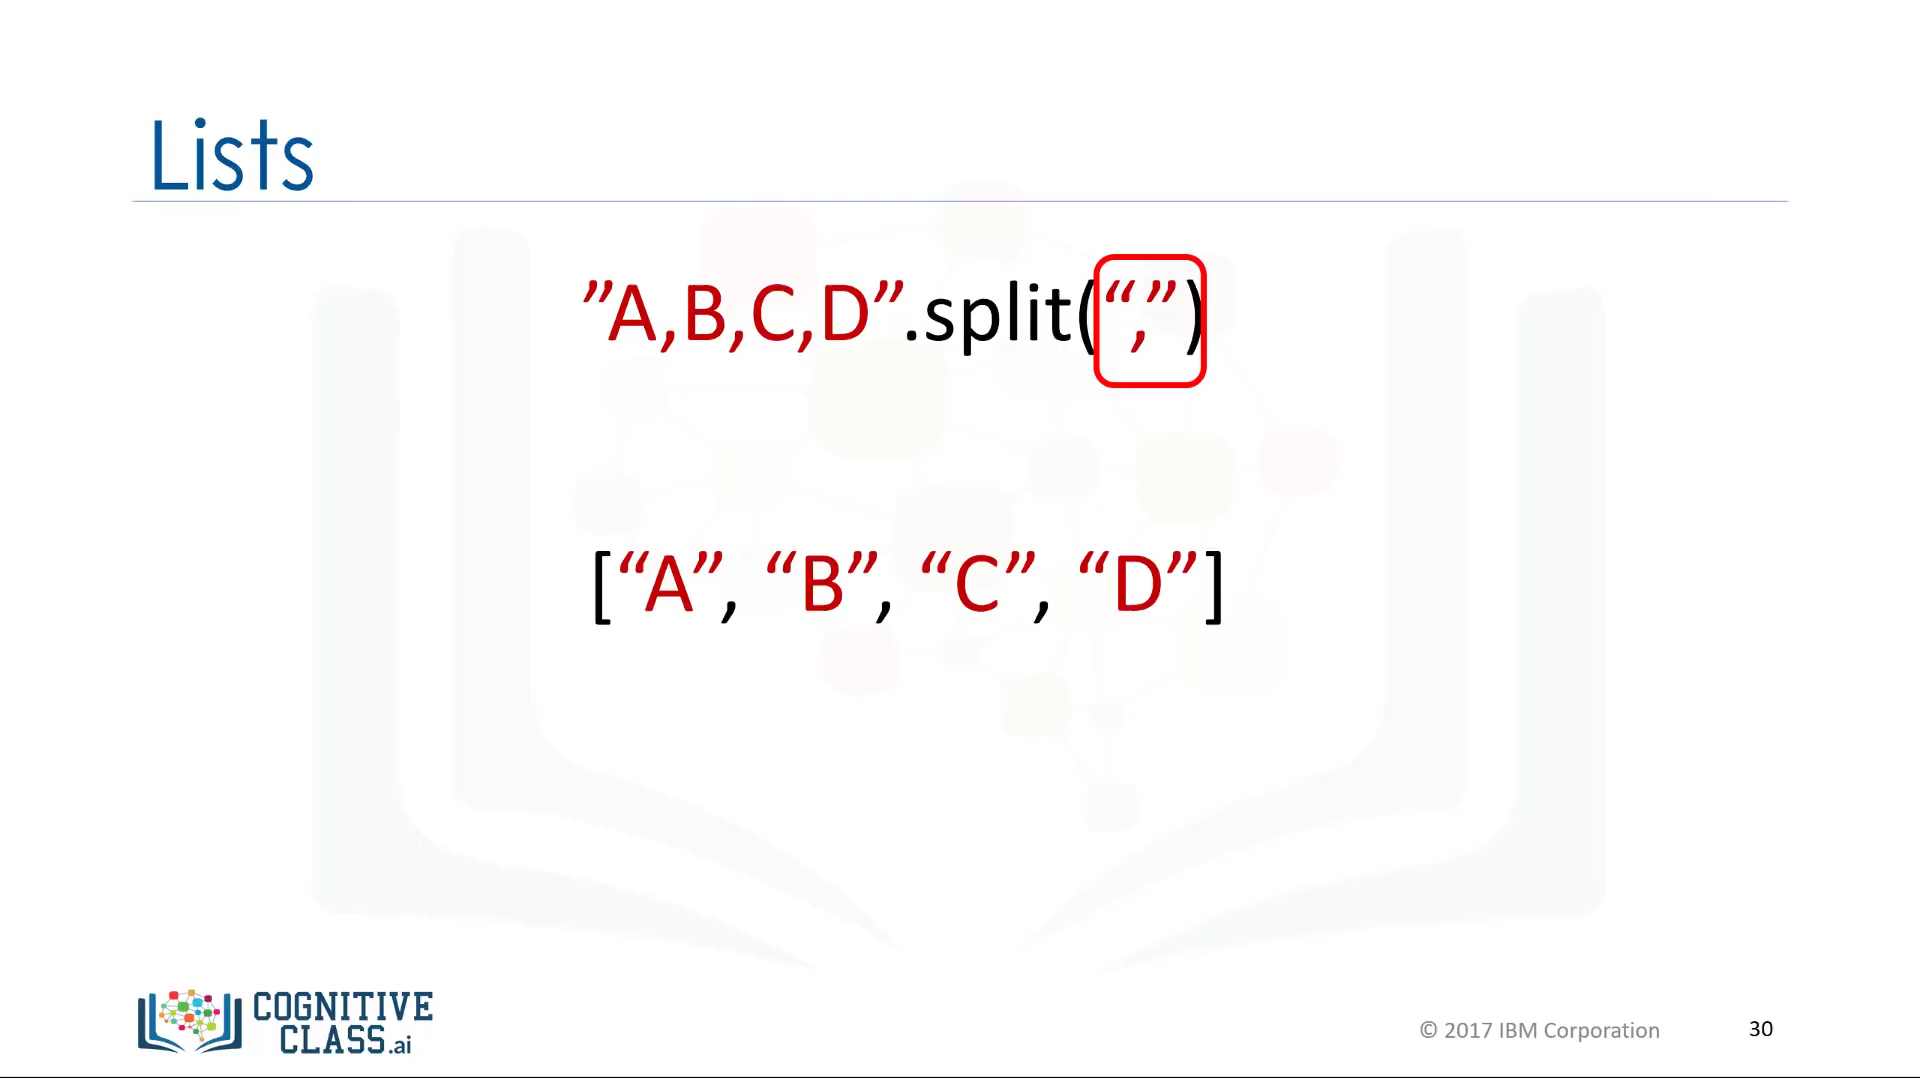 Lists
”A,B,C,D”.split(“,”)
[“A”, “B”, “C”, “D”]
COGNITIVE
CLASS.ai
© 2017 IBM Corporation
30